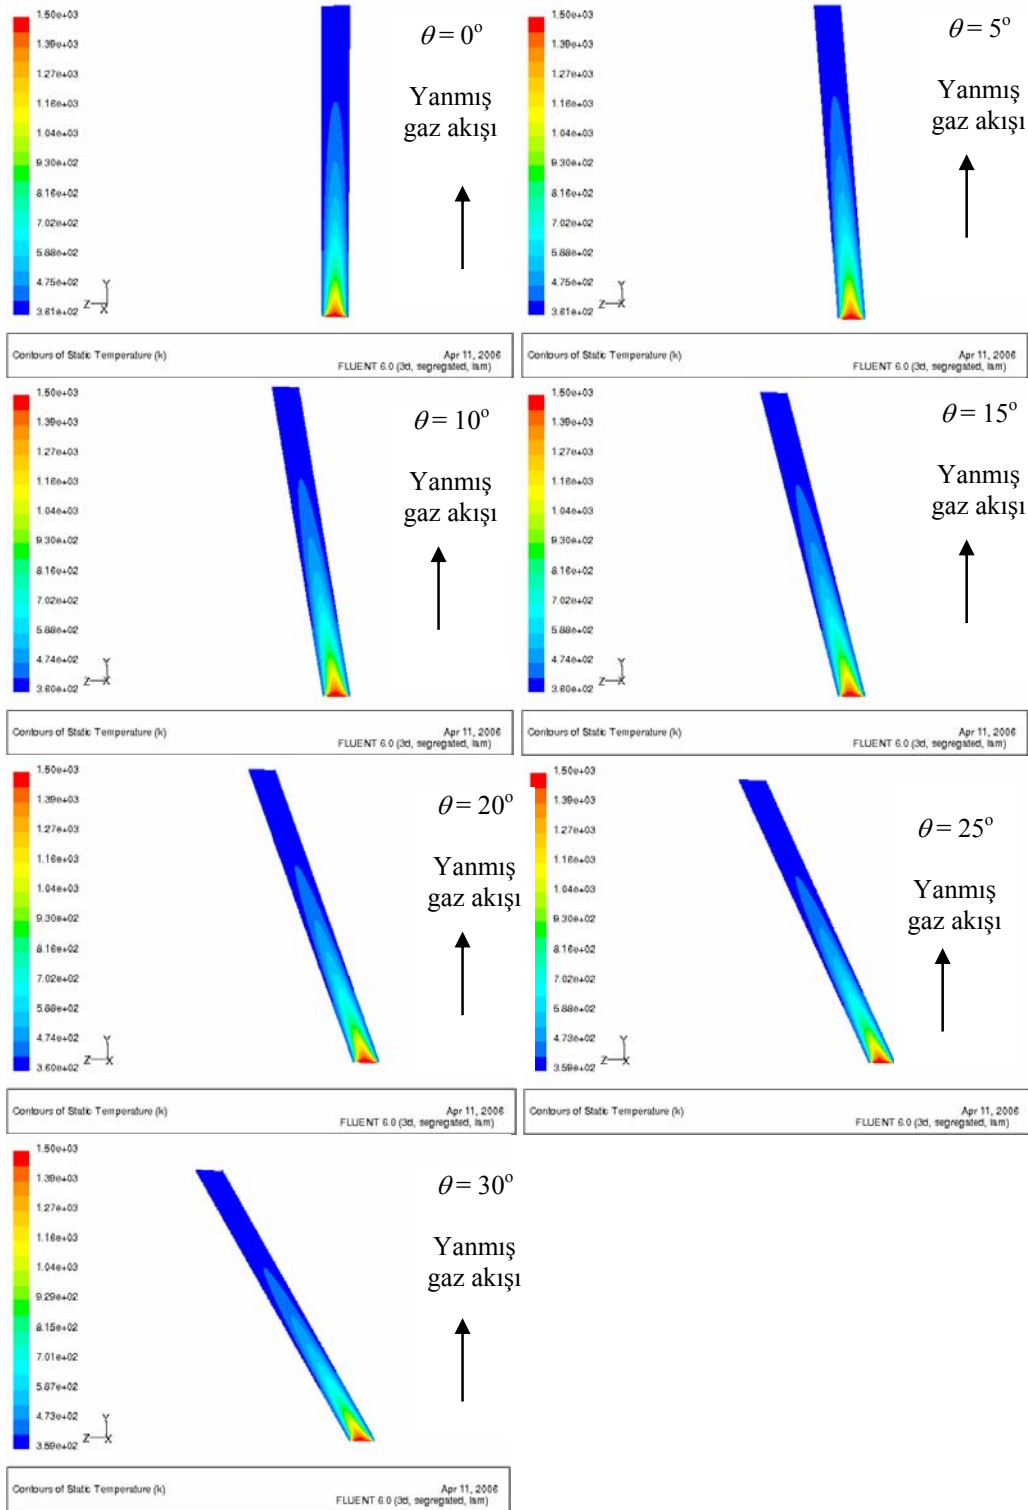 1.50e+03
1.39e+03
1.27e+03
1.16e+03
1.04e+03
9.30e+02
8.16e+02
7.02e+02
5.88e+02
4.75e+02
3.61e+02
Y
Z
X
θ = 0°
Yanmış
gaz akışı
Contours of Static Temperature (k)
Apr 11, 2006
FLUENT 6.0 (3d, segregated, lam)
1.50e+03
1.39e+03
1.27e+03
1.16e+03
1.04e+03
9.30e+02
8.16e+02
7.02e+02
5.88e+02
4.75e+02
3.61e+02
Y
Z
X
θ = 5°
Yanmış
gaz akışı
Contours of Static Temperature (k)
Apr 11, 2006
FLUENT 6.0 (3d, segregated, lam)
1.50e+03
1.39e+03
1.27e+03
1.16e+03
1.04e+03
9.30e+02
8.16e+02
7.02e+02
5.88e+02
4.74e+02
3.60e+02
Y
Z
X
θ = 10°
Yanmış
gaz akışı
Contours of Static Temperature (k)
Apr 11, 2006
FLUENT 6.0 (3d, segregated, lam)
1.50e+03
1.39e+03
1.27e+03
1.16e+03
1.04e+03
9.30e+02
8.16e+02
7.02e+02
5.88e+02
4.74e+02
3.60e+02
Y
Z
X
θ = 15°
Yanmış
gaz akışı
Contours of Static Temperature (k)
Apr 11, 2006
FLUENT 6.0 (3d, segregated, lam)
1.50e+03
1.39e+03
1.27e+03
1.16e+03
1.04e+03
9.30e+02
8.16e+02
7.02e+02
5.88e+02
4.74e+02
3.60e+02
Y
Z
X
θ = 20°
Yanmış
gaz akışı
Contours of Static Temperature (k)
Apr 11, 2006
FLUENT 6.0 (3d, segregated, lam)
1.50e+03
1.39e+03
1.27e+03
1.16e+03
1.04e+03
9.30e+02
8.16e+02
7.02e+02
5.88e+02
4.73e+02
3.59e+02
Y
Z
X
θ = 25°
Yanmış
gaz akışı
Contours of Static Temperature (k)
Apr 11, 2006
FLUENT 6.0 (3d, segregated, lam)
1.50e+03
1.39e+03
1.27e+03
1.16e+03
1.04e+03
9.29e+02
8.15e+02
7.01e+02
5.87e+02
4.73e+02
3.59e+02
Y
Z
X
θ = 30°
Yanmış
gaz akışı
Contours of Static Temperature (k)
Apr 11, 2006
FLUENT 6.0 (3d, segregated, lam)